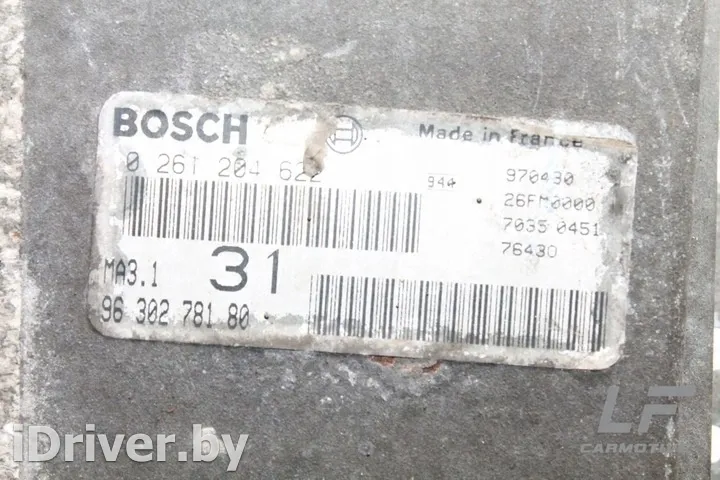 BOSCH
Made in France
0 261 204 622
944
970430
26FM0000
7035 0451
76430
MA3.1
31
96 302 781 80
iDriver.by
LF
CARMOTIVE